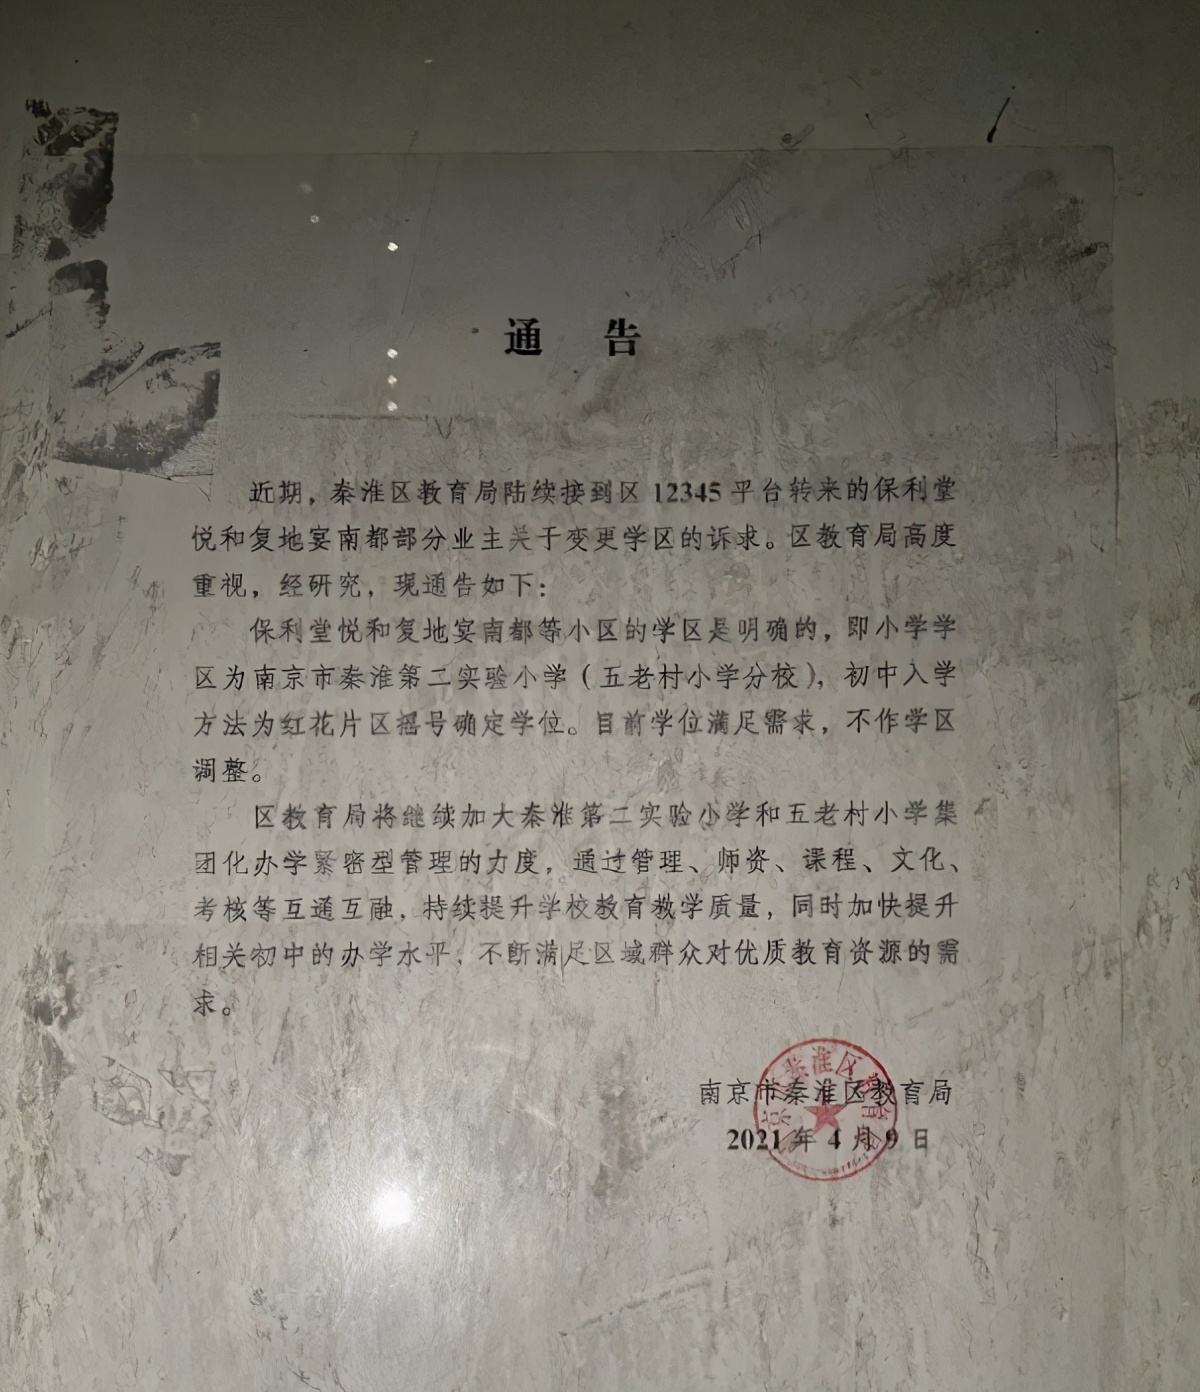 通 告
近期，秦淮区教育局陆续接到区 12345 平台转来的保利堂
悦和复地宴南都部分业主关于变更学区的诉求。区教育局高度
重视，经研究，现通告如下：
保利堂悦和复地宴南都等小区的学区是明确的，即小学学
区为南京市秦淮第二实验小学（五老村小学分校），初中入学
方法为红花片区摇号确定学位。目前学位满足需求，不作学区
调整。
区教育局将继续加大秦淮第二实验小学和五老村小学集
团化办学紧密型管理的力度，通过管理、师资、课程、文化、
考核等互通互融，持续提升学校教育教学质量，同时加快提升
相关初中的办学水平，不断满足区域群众对优质教育资源的需
求。
南京市秦淮区教育局
2021 年 4 月 9 日